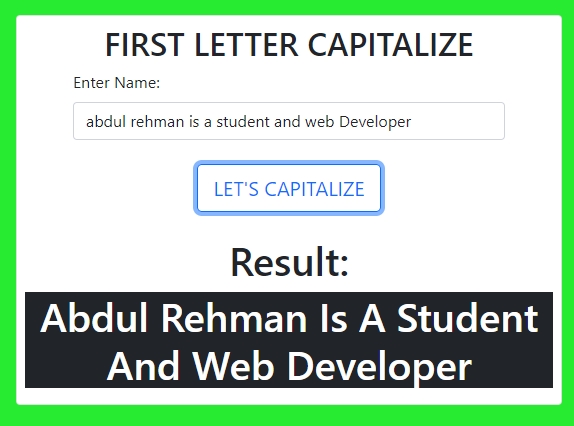 FIRST LETTER CAPITALIZE
Enter Name:
abdul rehman is a student and web Developer
LET'S CAPITALIZE
Result:
Abdul Rehman Is A Student
And Web Developer